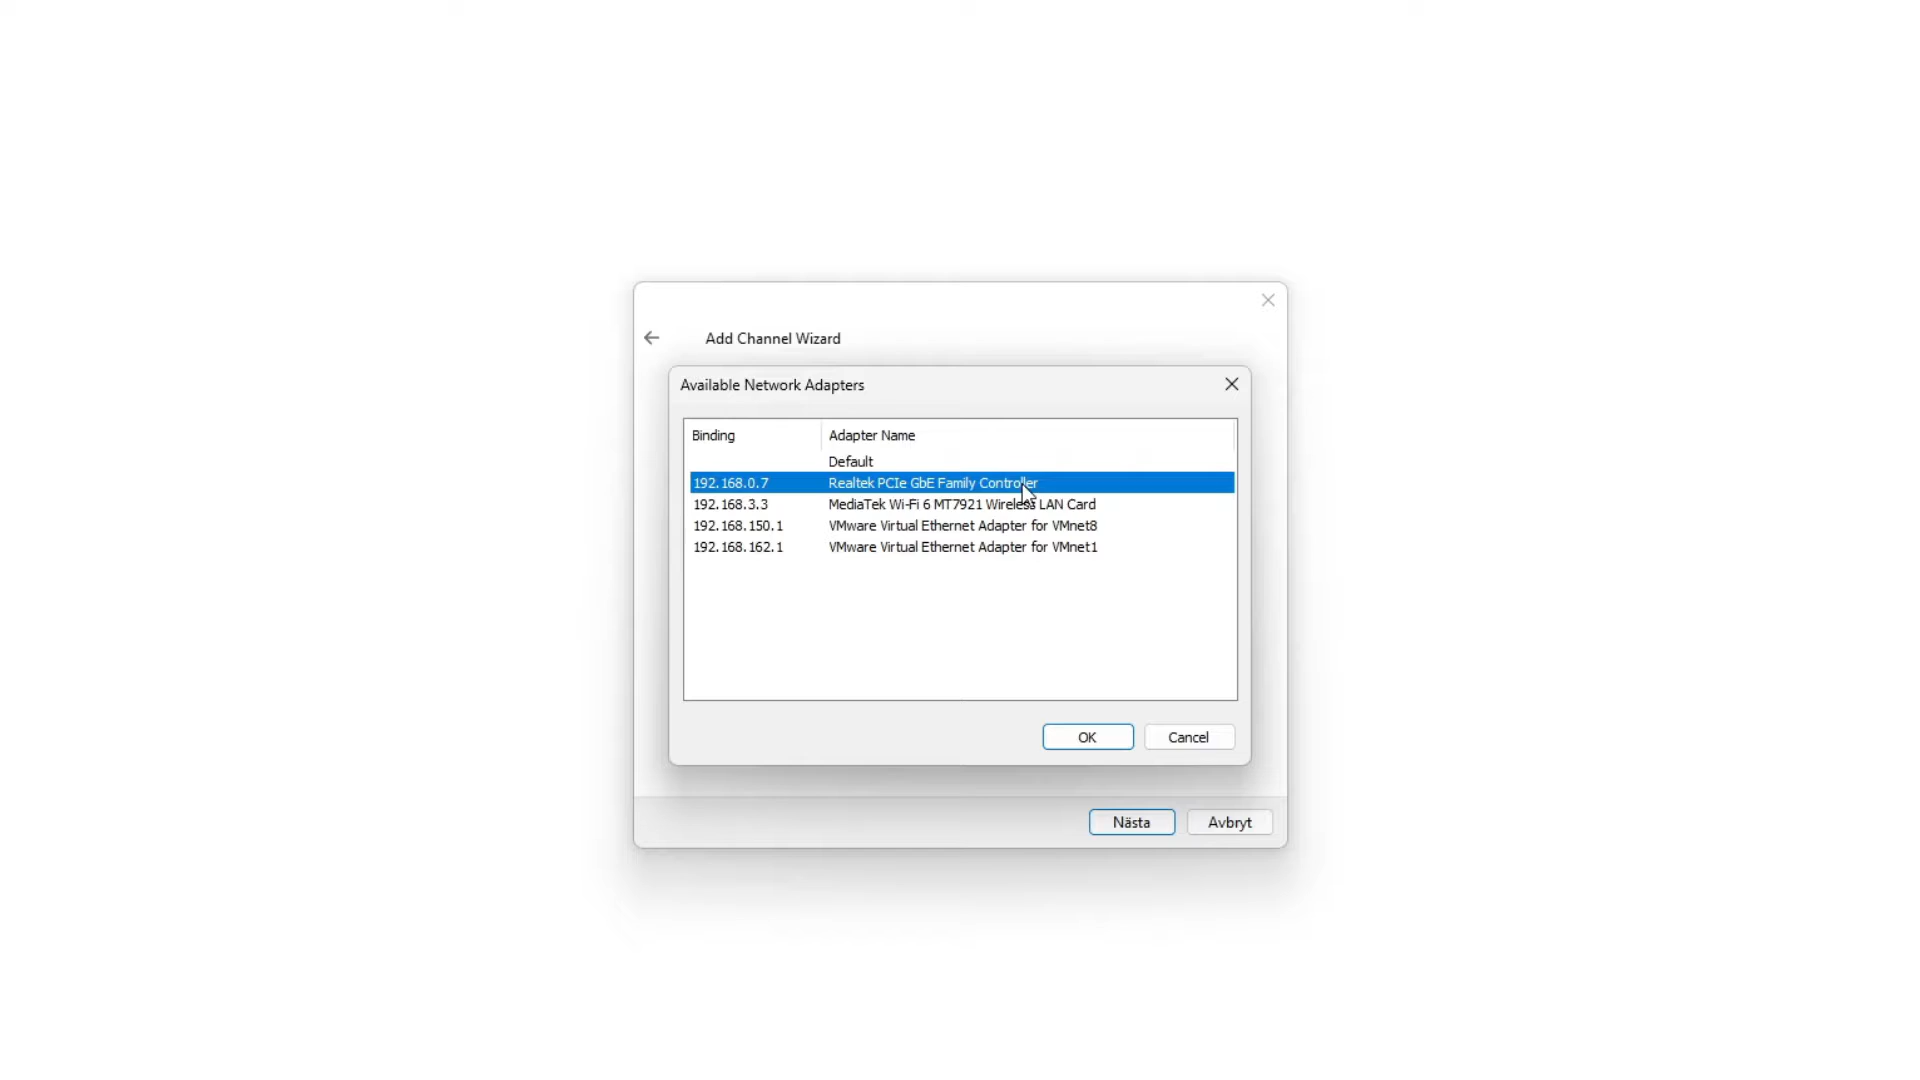 Add Channel Wizard
Available Network Adapters
Binding Adapter Name
Default
192.168.0.7 Realtek PCIe GbE Family Controller
192.168.3.3 MediaTek Wi-Fi 6 MT7921 Wireless LAN Card
192.168.150.1 VMware Virtual Ethernet Adapter for VMnet8
192.168.162.1 VMware Virtual Ethernet Adapter for VMnet1
OK Cancel
Nästa Avbryt